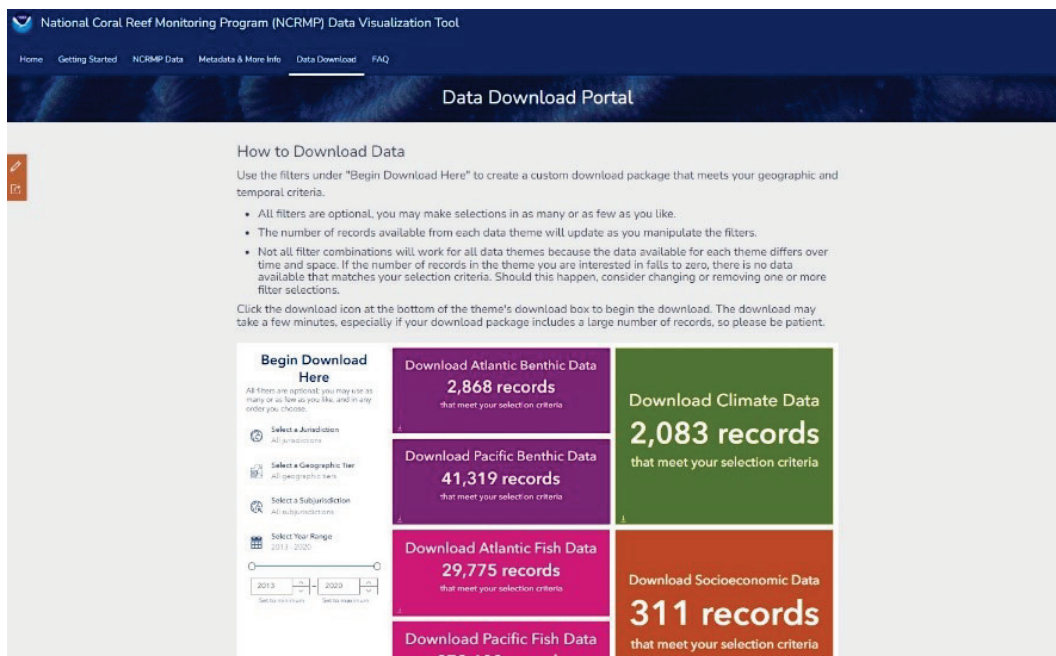 National Coral Reef Monitoring Program (NCRMP) Data Visualization Tool
Home Getting Started NCRMP Data Metadata & More Info Data Download FAQ
Data Download Portal
How to Download Data
Use the filters under "Begin Download Here" to create a custom download package that meets your geographic and
temporal criteria.
• All filters are optional, you may make selections in as many or as few as you like.
• The number of records available from each data theme will update as you manipulate the filters.
• Not all filter combinations will work for all data themes because the data available for each theme differs over
time and space. If the number of records in the theme you are interested in falls to zero, there is no data
available that matches your selection criteria. Should this happen, consider changing or removing one or more
filter selections.
Click the download icon at the bottom of the theme's download box to begin the download. The download may
take a few minutes, especially if your download package includes a large number of records, so please be patient.
Begin Download
Here
All filters are optional; you may use as
many or as few as you like, and in any
order you choose.
Select a Jurisdiction
All jurisdictions
Select a Geographic Tier
All geographic tiers
Select a Subjurisdiction
All subjurisdictions
Select Year Range
2013 - 2020
2013 - 2020
Set to minimum Set to maximum
Download Atlantic Benthic Data
2,868 records
that meet your selection criteria
Download Pacific Benthic Data
41,319 records
that meet your selection criteria
Download Atlantic Fish Data
29,775 records
that meet your selection criteria
Download Pacific Fish Data
Download Climate Data
2,083 records
that meet your selection criteria
Download Socioeconomic Data
311 records
that meet your selection criteria